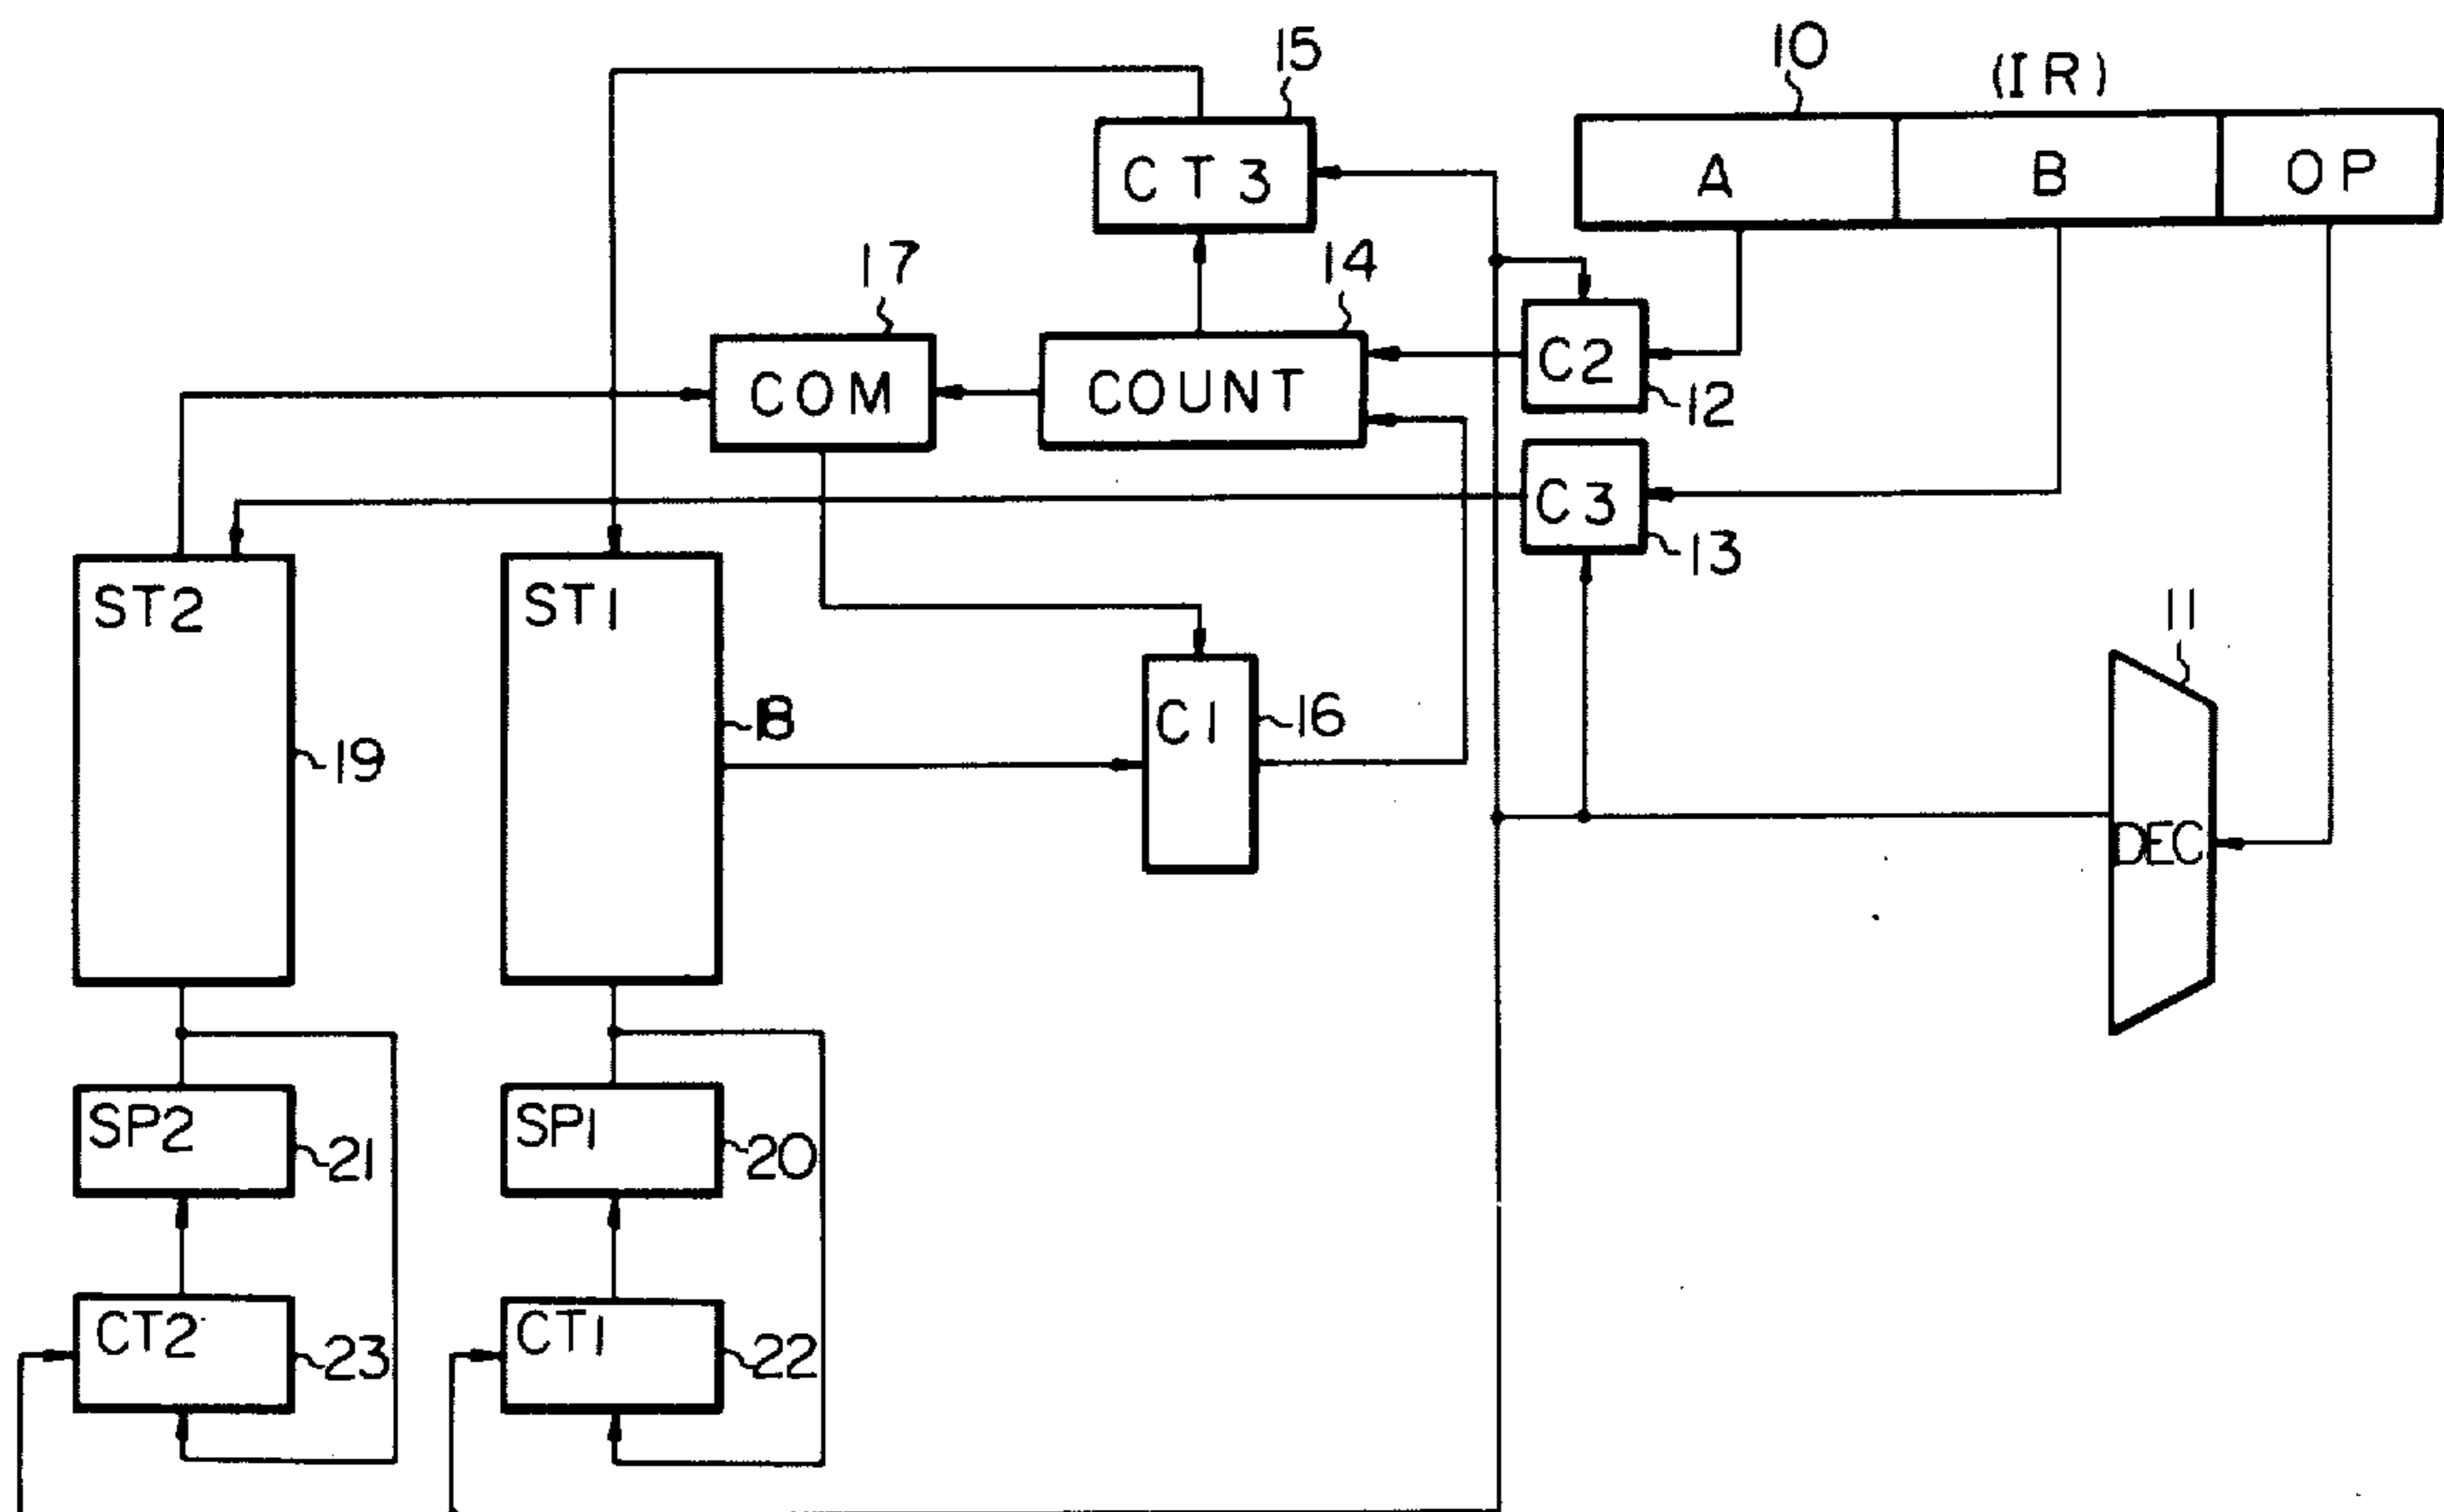 15
10
(IR)
CT3
A
B
OP
17
14
COM
COUNT
C2
12
C3
13
ST2
ST1
11
18
C1
16
19
DEC
SP2
21
SP1
20
CT2
23
CT1
22